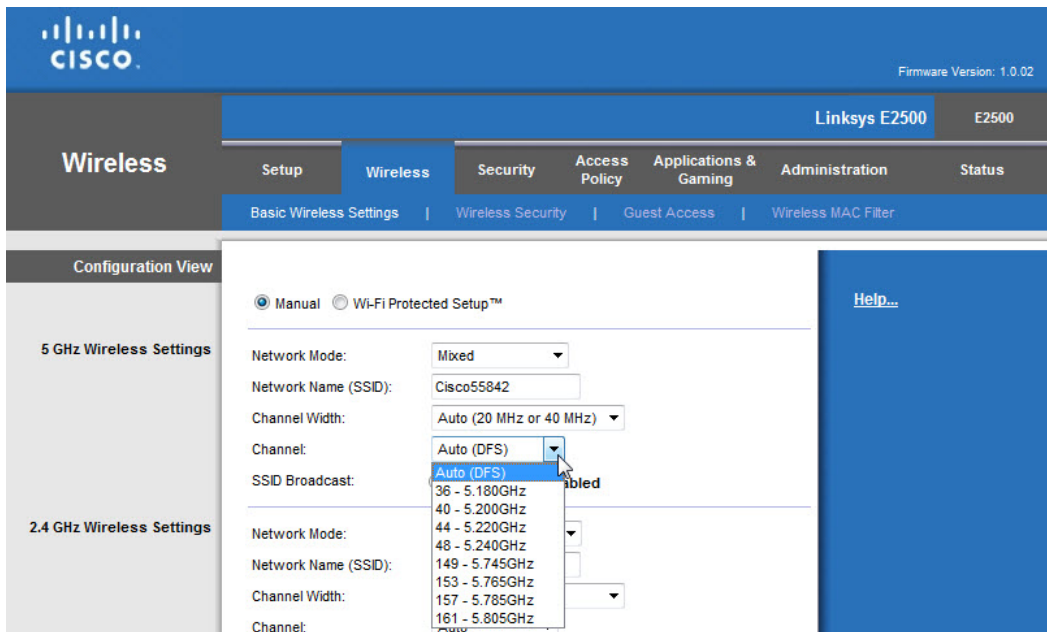 CISCO.
Firmware Version: 1.0.02
Linksys E2500 E2500
Wireless
Setup Wireless Security Access Policy Applications & Gaming Administration Status
Basic Wireless Settings | Wireless Security | Guest Access | Wireless MAC Filter
Configuration View
Manual Wi-Fi Protected Setup™
Help...
5 GHz Wireless Settings
Network Mode: Mixed
Network Name (SSID): Cisco55842
Channel Width: Auto (20 MHz or 40 MHz)
Channel: Auto (DFS)
SSID Broadcast:
Auto (DFS)
36 - 5.180GHz
40 - 5.200GHz
44 - 5.220GHz
48 - 5.240GHz
149 - 5.745GHz
153 - 5.765GHz
157 - 5.785GHz
161 - 5.805GHz
2.4 GHz Wireless Settings
Network Mode:
Network Name (SSID):
Channel Width:
Channel: